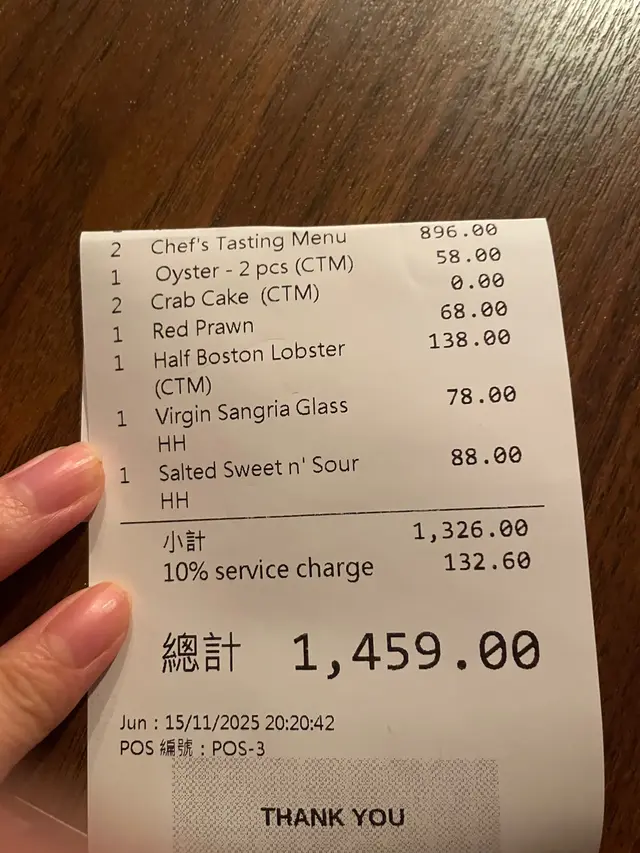 2 Chef's Tasting Menu 896.00
1 Oyster - 2 pcs (CTM) 58.00
2 Crab Cake (CTM) 0.00
1 Red Prawn 68.00
1 Half Boston Lobster 138.00
(CTM)
1 Virgin Sangria Glass 78.00
HH
1 Salted Sweet n' Sour 88.00
HH
小計 1,326.00
10% service charge 132.60
總計 1,459.00
Jun : 15/11/2025 20:20:42
POS 編號 : POS-3
THANK YOU